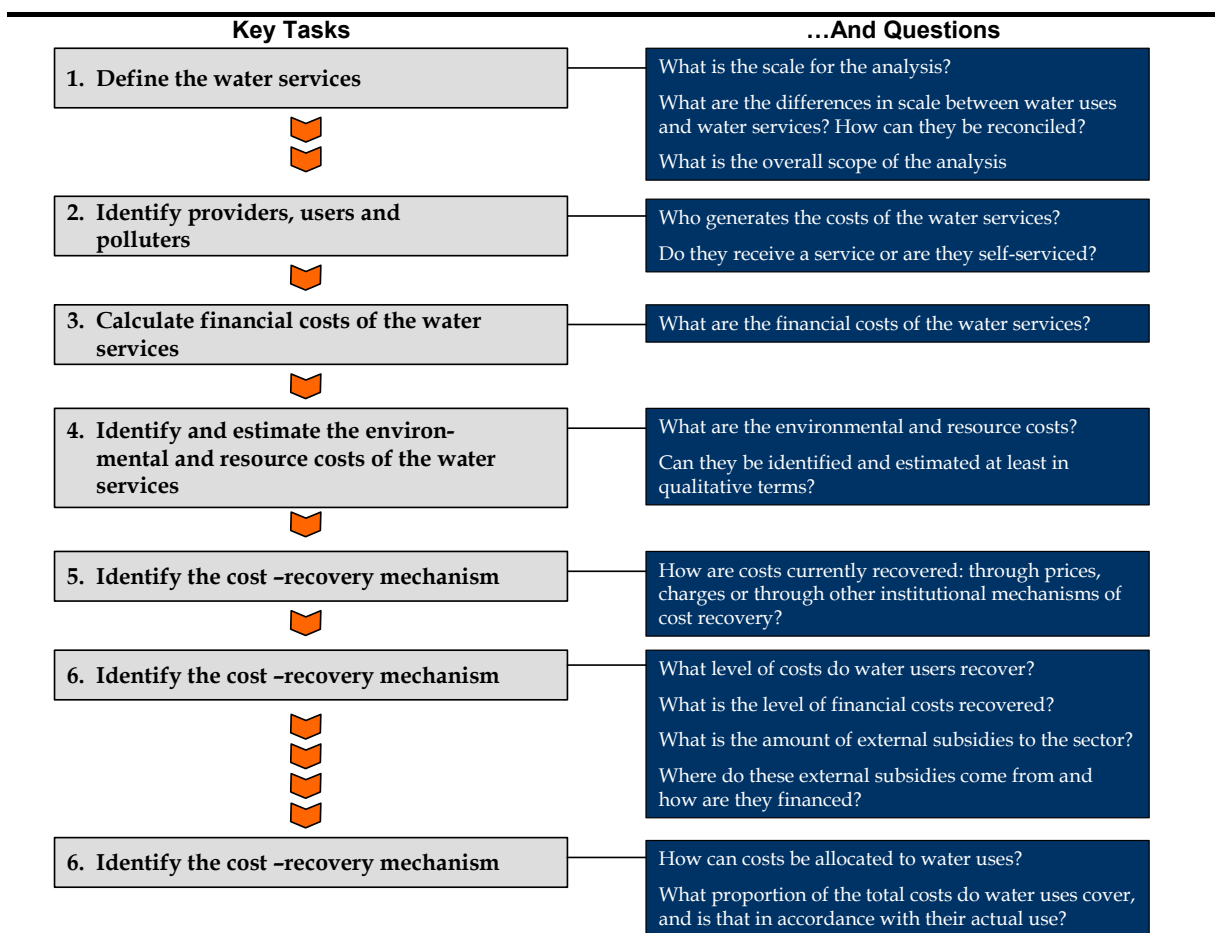 Key Tasks
…And Questions
1. Define the water services
What is the scale for the analysis?
What are the differences in scale between water uses
and water services? How can they be reconciled?
What is the overall scope of the analysis
2. Identify providers, users and
polluters
Who generates the costs of the water services?
Do they receive a service or are they self-serviced?
3. Calculate financial costs of the water
services
What are the financial costs of the water services?
4. Identify and estimate the environ-
mental and resource costs of the water
services
What are the environmental and resource costs?
Can they be identified and estimated at least in
qualitative terms?
5. Identify the cost –recovery mechanism
How are costs currently recovered: through prices,
charges or through other institutional mechanisms of
cost recovery?
6. Identify the cost –recovery mechanism
What level of costs do water users recover?
What is the level of financial costs recovered?
What is the amount of external subsidies to the sector?
Where do these external subsidies come from and
how are they financed?
6. Identify the cost –recovery mechanism
How can costs be allocated to water uses?
What proportion of the total costs do water uses cover,
and is that in accordance with their actual use?